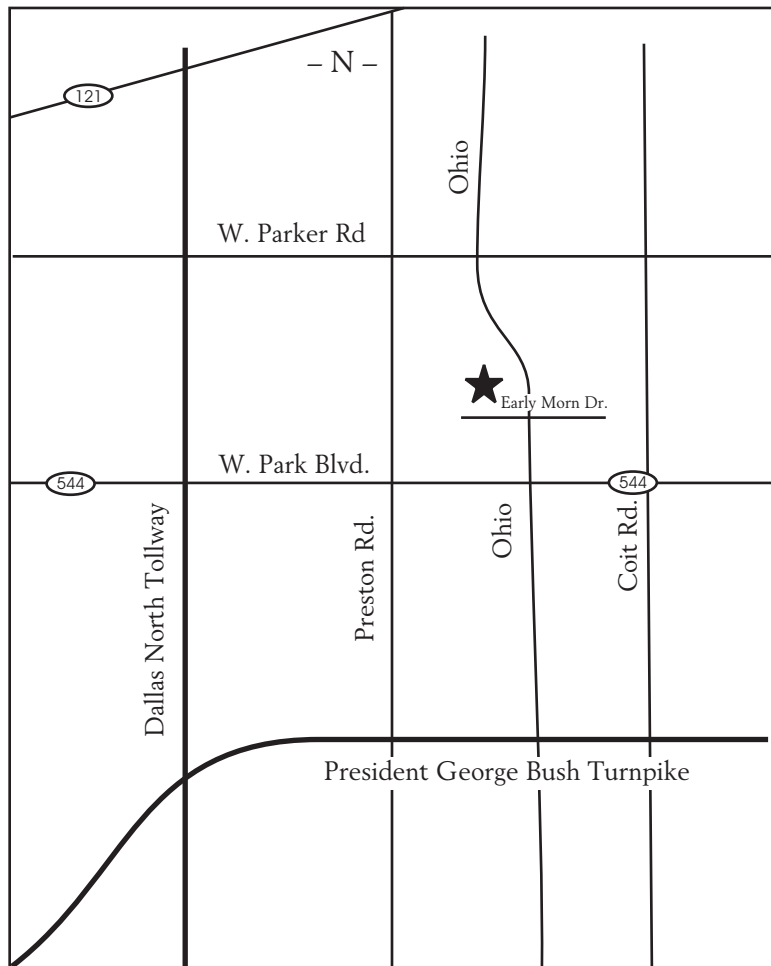 – N –
121
Ohio
W. Parker Rd
Early Morn Dr.
W. Park Blvd.
544
544
Dallas North Tollway
Preston Rd.
Ohio
Coit Rd.
President George Bush Turnpike